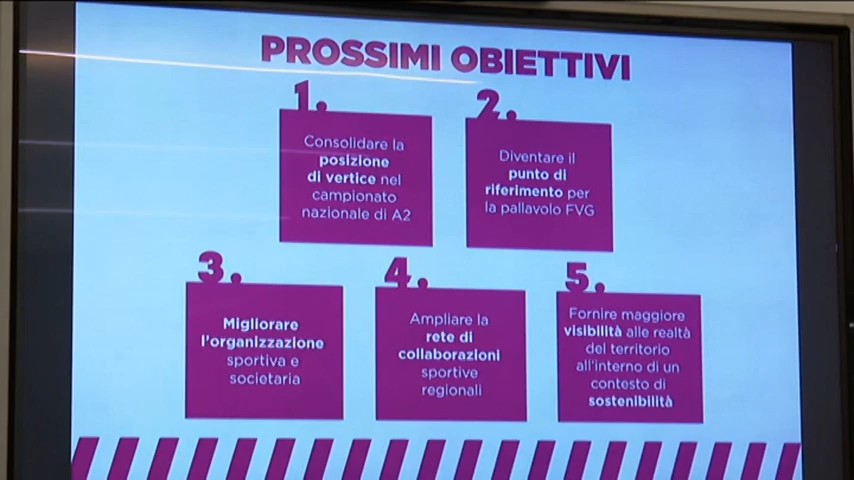 PROSSIMI OBIETTIVI
1.
Consolidare la
posizione
di vertice nel
campionato
nazionale di A2
2.
Diventare il
punto di
riferimento per
la pallavolo FVG
3.
Migliorare
l'organizzazione
sportiva e
societaria
4.
Ampliare la
rete di
collaborazioni
sportive
regionali
5.
Fornire maggiore
visibilità alle realtà
del territorio
all'interno di un
contesto di
sostenibilità